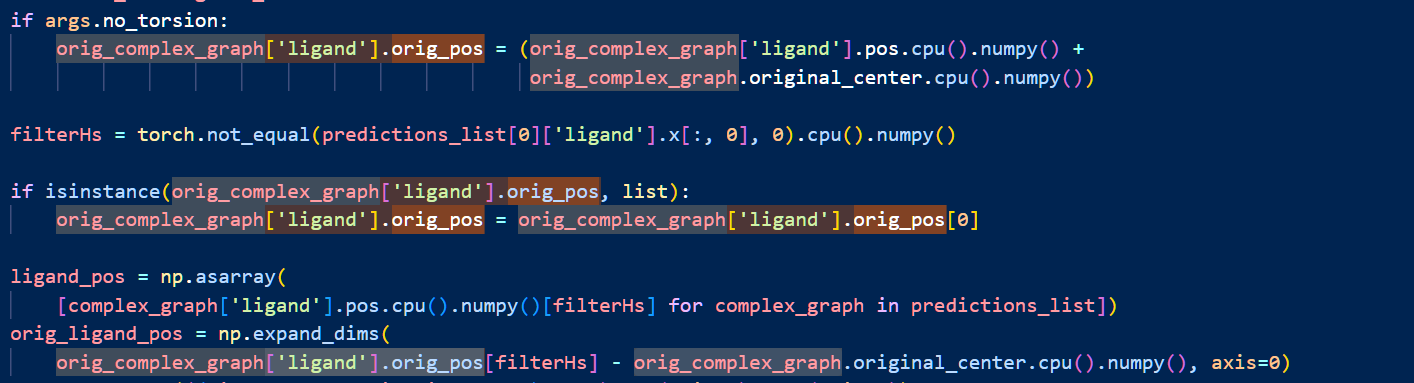 if args.no_torsion:
    orig_complex_graph['ligand'].orig_pos = (orig_complex_graph['ligand'].pos.cpu().numpy() +
                                             orig_complex_graph.original_center.cpu().numpy())
filterHs = torch.not_equal(predictions_list[0]['ligand'].x[:, 0], 0).cpu().numpy()
if isinstance(orig_complex_graph['ligand'].orig_pos, list):
    orig_complex_graph['ligand'].orig_pos = orig_complex_graph['ligand'].orig_pos[0]
ligand_pos = np.asarray(
    [complex_graph['ligand'].pos.cpu().numpy()[filterHs] for complex_graph in predictions_list])
orig_ligand_pos = np.expand_dims(
    orig_complex_graph['ligand'].orig_pos[filterHs] - orig_complex_graph.original_center.cpu().numpy(), axis=0)